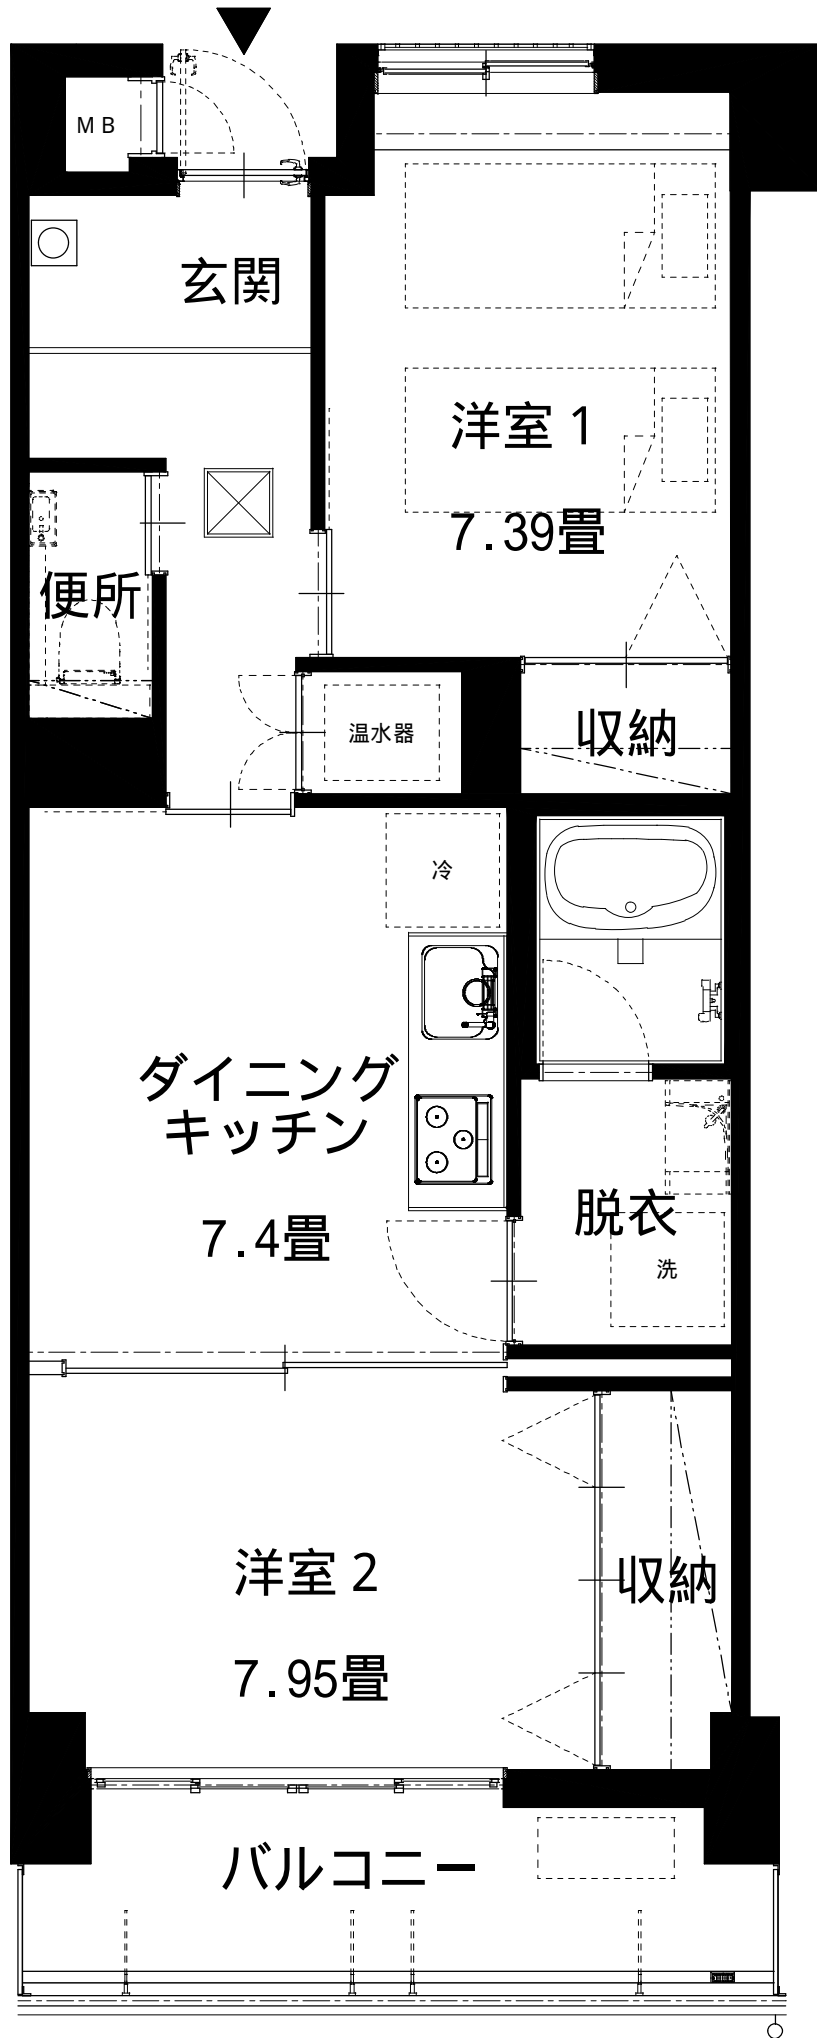 ＭＢ
玄関
洋室１
7.39畳
便所
温水器
収納
冷
ダイニング
キッチン
7.4畳
脱衣
洗
洋室２
収納
7.95畳
バルコニー